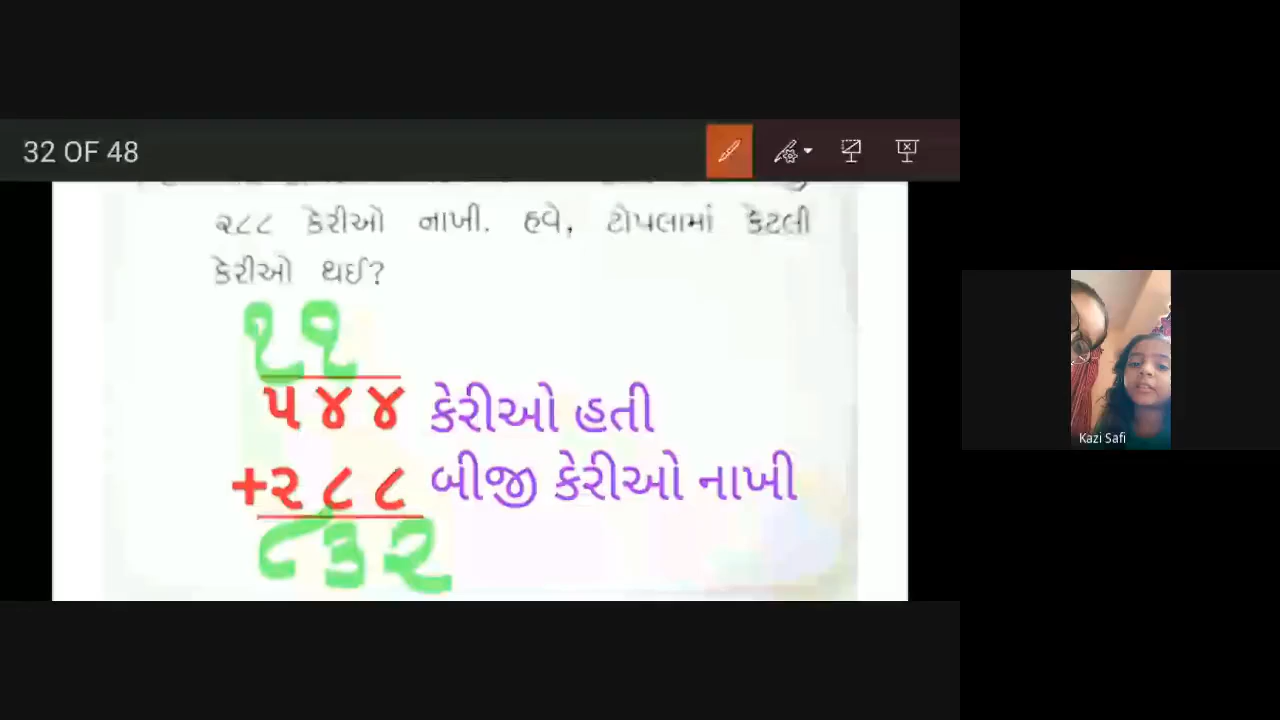 32 OF 48
૨૮૮ કેરીઓ નાખી. હવે, ટોપલામાં કેટલી
કેરીઓ થઈ?
૧૧
૫૪૪ કેરીઓ હતી
+૨૮૮ બીજી કેરીઓ નાખી
૮૩૨
Kazi Safi